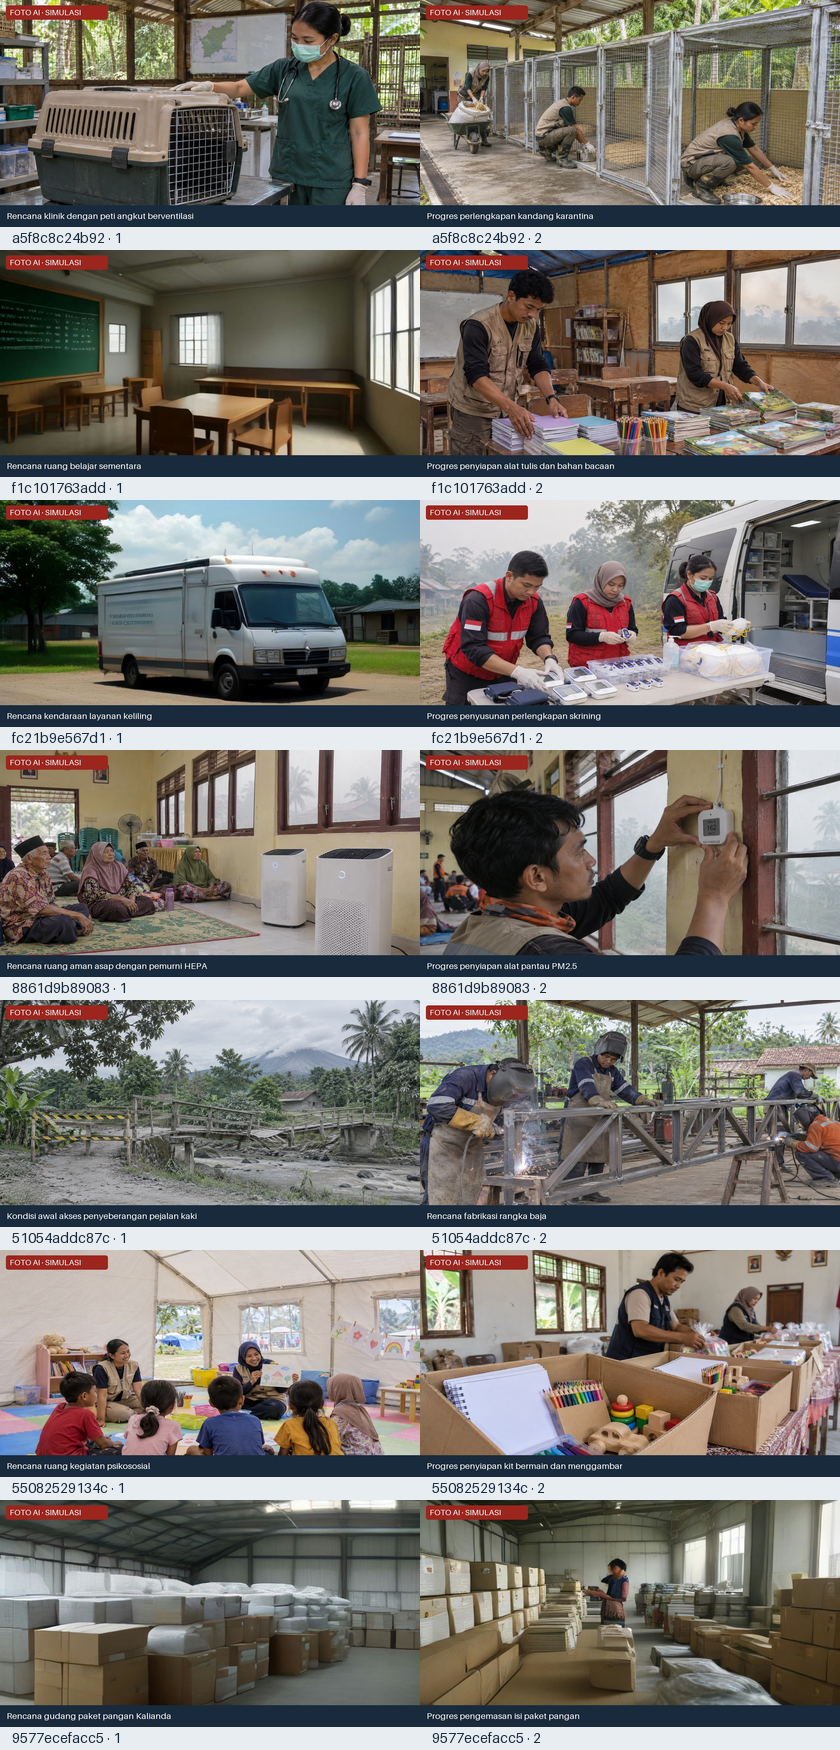 FOTO AI · SIMULASI
FOTO AI · SIMULASI
Rencana klinik dengan peti angkut berventilasi
Progres perlengkapan kandang karantina
a5f8c8c24b92 · 1
a5f8c8c24b92 · 2
FOTO AI · SIMULASI
FOTO AI · SIMULASI
Rencana ruang belajar sementara
Progres penyiapan alat tulis dan bahan bacaan
f1c101763add · 1
f1c101763add · 2
FOTO AI · SIMULASI
FOTO AI · SIMULASI
Rencana kendaraan layanan keliling
Progres penyusunan perlengkapan skrining
fc21b9e567d1 · 1
fc21b9e567d1 · 2
FOTO AI · SIMULASI
FOTO AI · SIMULASI
162
Rencana ruang aman asap dengan pemurni HEPA
Progres penyiapan alat pantau PM2.5
8861d9b89083 · 1
8861d9b89083 · 2
FOTO AI · SIMULASI
FOTO AI · SIMULASI
Kondisi awal akses penyeberangan pejalan kaki
Rencana fabrikasi rangka baja
51054addc87c · 1
51054addc87c · 2
FOTO AI · SIMULASI
FOTO AI · SIMULASI
Rencana ruang kegiatan psikososial
Progres penyiapan kit bermain dan menggambar
55082529134c · 1
55082529134c · 2
FOTO AI · SIMULASI
FOTO AI · SIMULASI
Rencana gudang paket pangan Kalianda
Progres pengemasan isi paket pangan
9577ecefacc5 · 1
9577ecefacc5 · 2